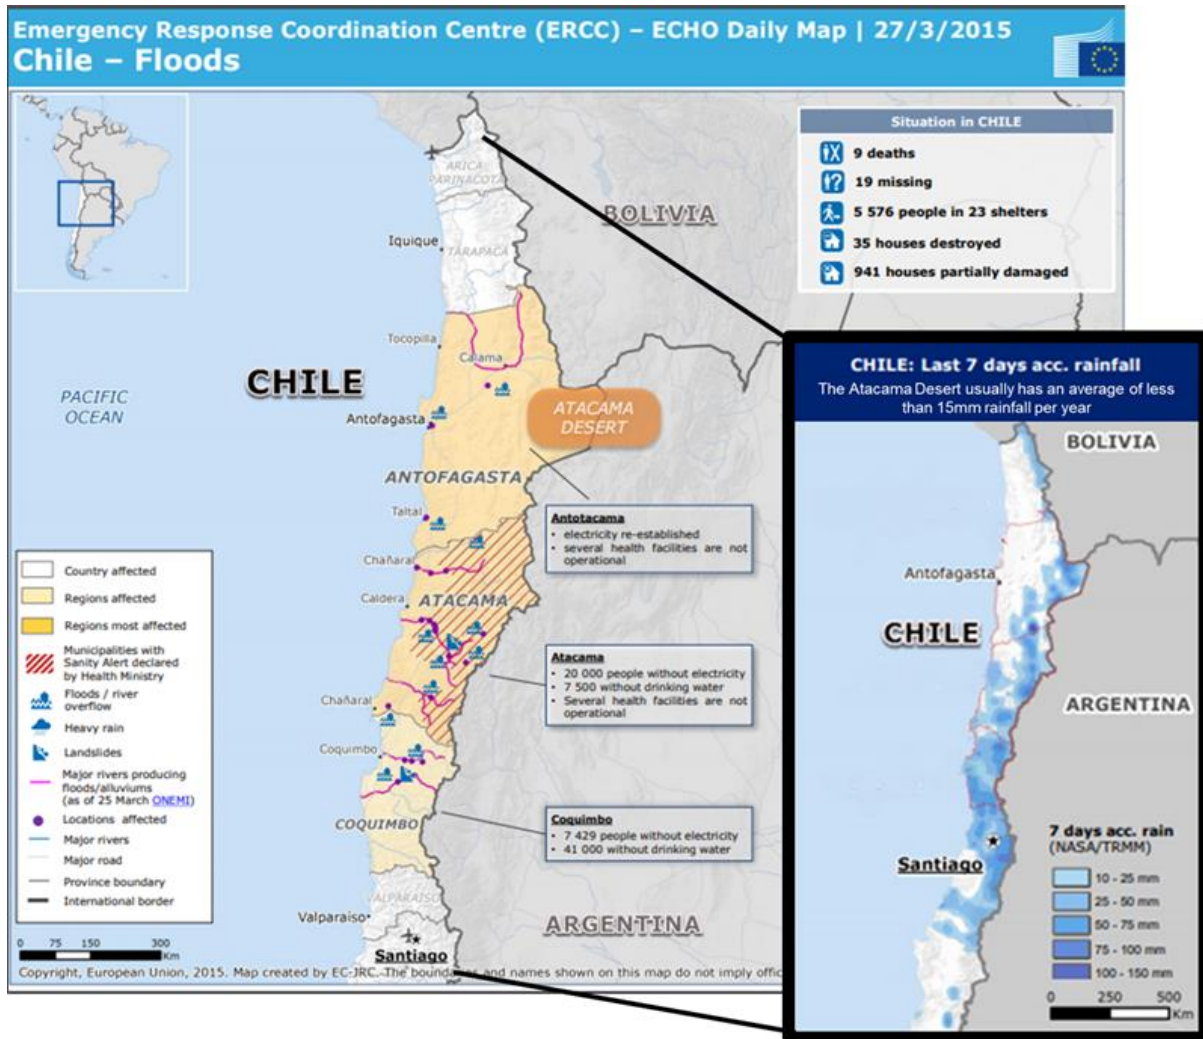 Emergency Response Coordination Centre (ERCC) – ECHO Daily Map | 27/3/2015
Chile – Floods
Situation in CHILE
9 deaths
19 missing
5 576 people in 23 shelters
35 houses destroyed
941 houses partially damaged
ARICA
PARINACOTA
BOLIVIA
Iquique
TARAPACA
Tocopilla
Calama
CHILE
PACIFIC
OCEAN
ATACAMA
DESERT
Antofagasta
ANTOFAGASTA
Taltal
Antotacama
• electricity re-established
• several health facilities are not
operational
Chañaral
Caldera
ATACAMA
Atacama
• 20 000 people without electricity
• 7 500 without drinking water
• Several health facilities are not
operational
Chañaral
Coquimbo
COQUIMBO
Coquimbo
• 7 429 people without electricity
• 41 000 without drinking water
VALPARAISO
Valparaíso
Santiago
ARGENTINA
Country affected
Regions affected
Regions most affected
Municipalities with
Sanity Alert declared
by Health Ministry
Floods / river
overflow
Heavy rain
Landslides
Major rivers producing
floods/alluviums
(as of 25 March ONEMI)
Locations affected
Major rivers
Major road
Province boundary
International border
0 75 150 300
Km
Copyright, European Union, 2015. Map created by EC-JRC. The boundaries and names shown on this map do not imply offic
CHILE: Last 7 days acc. rainfall
The Atacama Desert usually has an average of less
than 15mm rainfall per year
BOLIVIA
Antofagasta
CHILE
ARGENTINA
Santiago
7 days acc. rain
(NASA/TRMM)
10 - 25 mm
25 - 50 mm
50 - 75 mm
75 - 100 mm
100 - 150 mm
0 250 500
Km